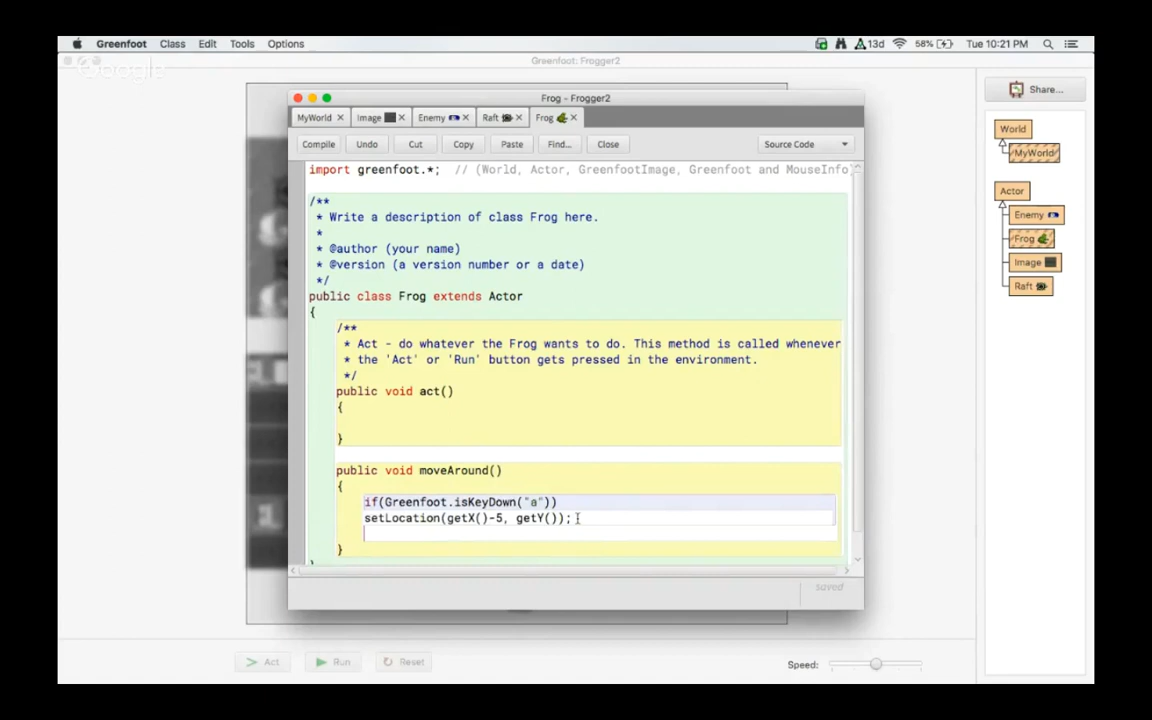 Greenfoot Class Edit Tools Options 13d 58% Tue 10:21 PM
Greenfoot: Frogger2
Google
Share...
Frog - Frogger2
MyWorld Image Enemy Raft Frog
Compile Undo Cut Copy Paste Find... Close Source Code
import greenfoot.*;  // (World, Actor, GreenfootImage, Greenfoot and MouseInfo)
/**
* Write a description of class Frog here.
*
* @author (your name)
* @version (a version number or a date)
*/
public class Frog extends Actor
{
/**
* Act - do whatever the Frog wants to do. This method is called whenever
* the 'Act' or 'Run' button gets pressed in the environment.
*/
public void act()
{
}
public void moveAround()
{
if(Greenfoot.isKeyDown("a"))
setLocation(getX()-5, getY());
}
saved
World
MyWorld
Actor
Enemy
Frog
Image
Raft
Act Run Reset Speed: